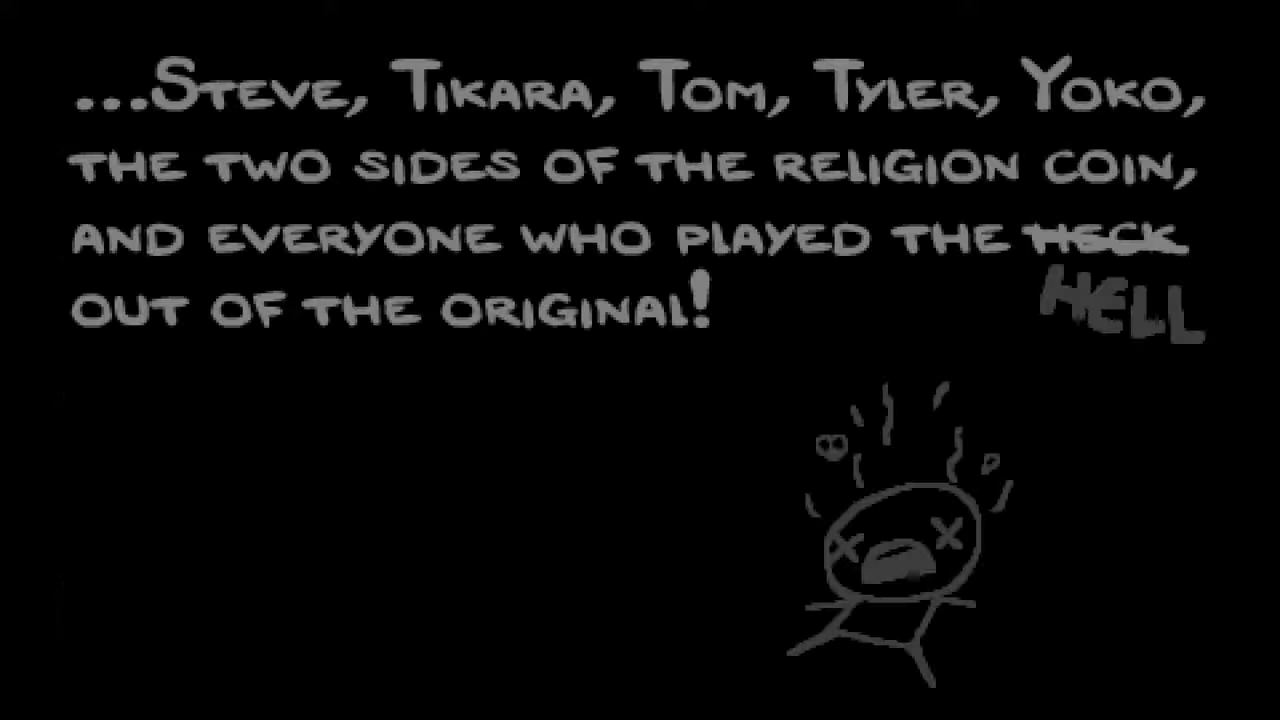 ...Steve, Tikara, Tom, Tyler, Yoko,
the two sides of the religion coin,
and everyone who played the heck
out of the original!
HELL